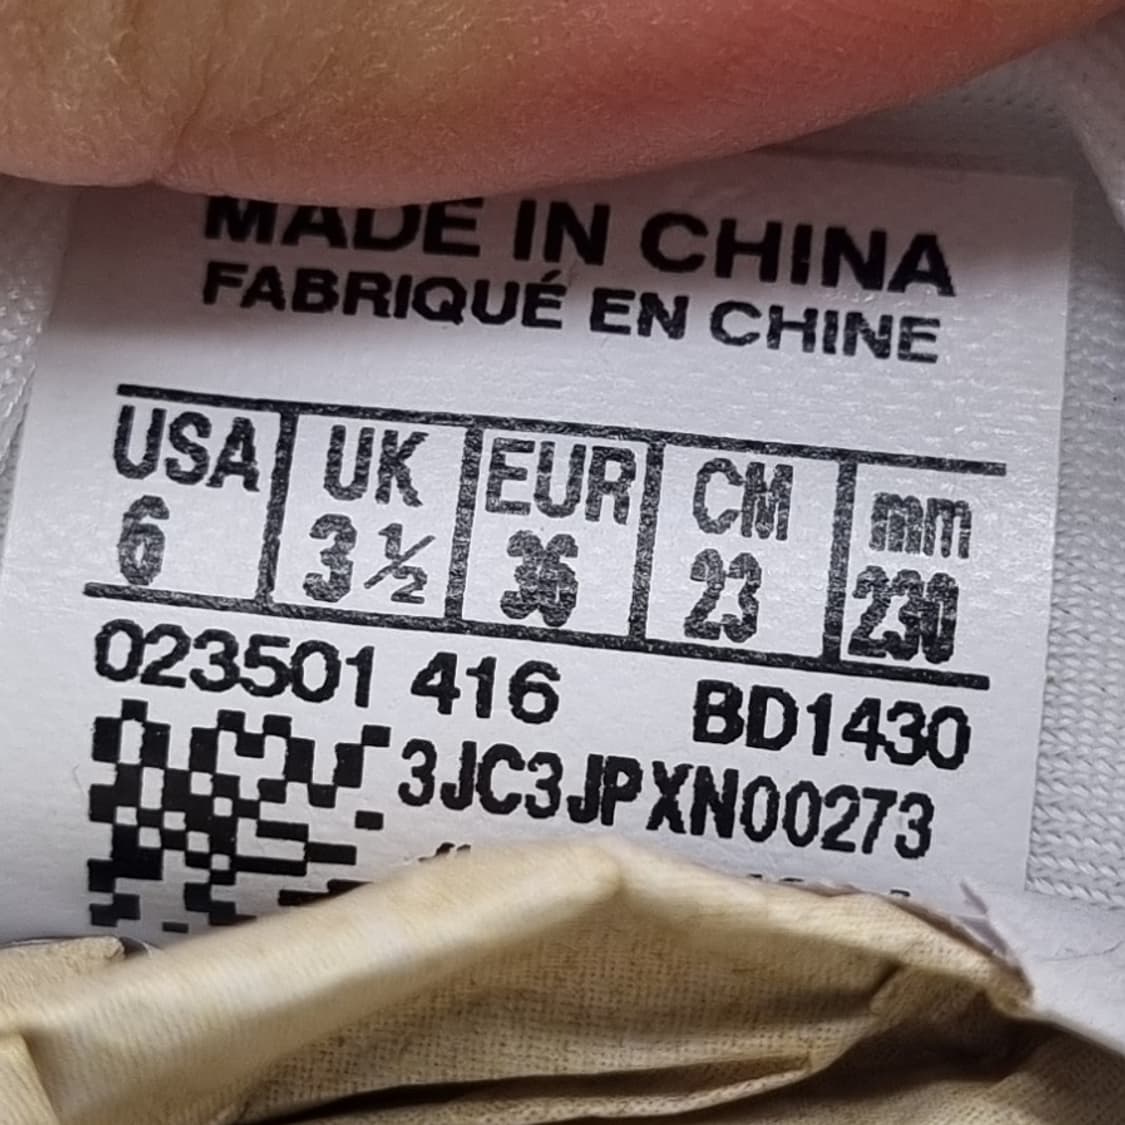 MADE IN CHINA
FABRIQUÉ EN CHINE
USA UK EUR CM mm
6 3½ 36 23 230
023501 416 BD1430
3JC3JPXN00273